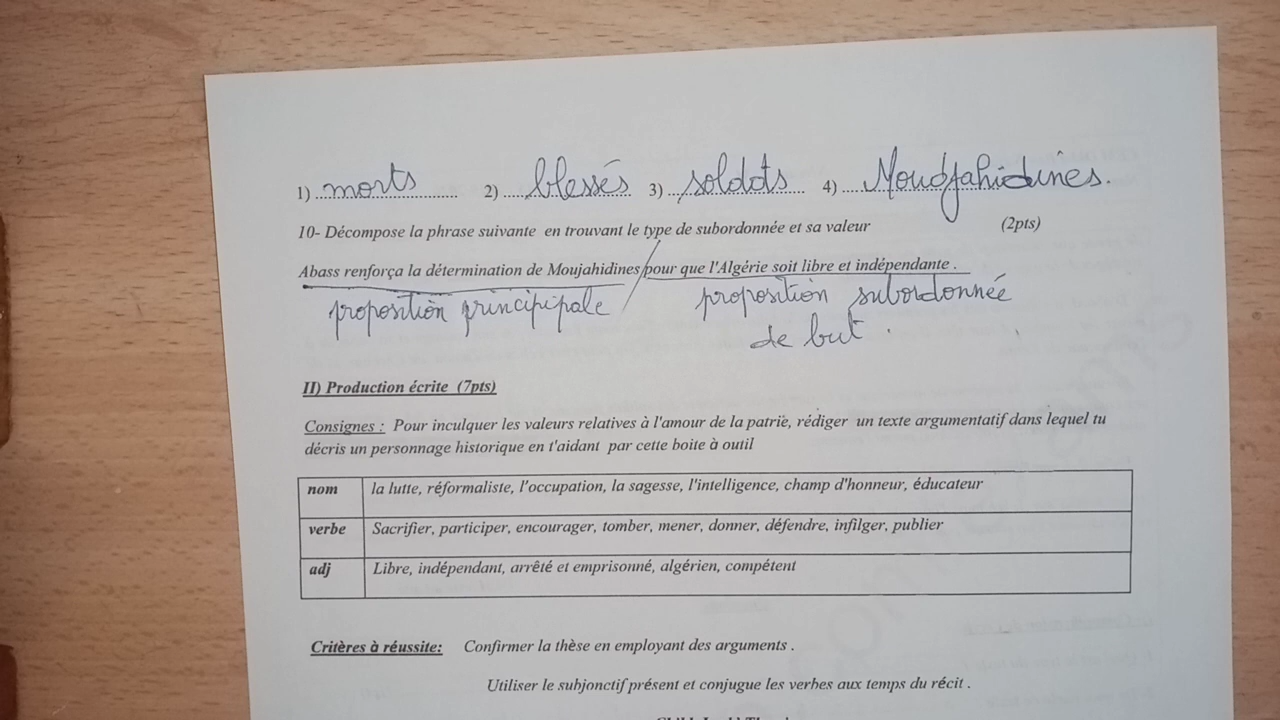 1) morts 2) blessés 3) soldats 4) Moudjahidines.
10- Décompose la phrase suivante en trouvant le type de subordonnée et sa valeur (2pts)
Abass renforça la détermination de Moujahidines/pour que l'Algérie soit libre et indépendante .
proposition principipale / proposition subordonnée
de but .
II) Production écrite (7pts)
Consignes : Pour inculquer les valeurs relatives à l'amour de la patrie, rédiger un texte argumentatif dans lequel tu
décris un personnage historique en t'aidant par cette boite à outil
nom la lutte, réformaliste, l'occupation, la sagesse, l'intelligence, champ d'honneur, éducateur
verbe Sacrifier, participer, encourager, tomber, mener, donner, défendre, infilger, publier
adj Libre, indépendant, arrêté et emprisonné, algérien, compétent
Critères à réussite: Confirmer la thèse en employant des arguments .
Utiliser le subjonctif présent et conjugue les verbes aux temps du récit .